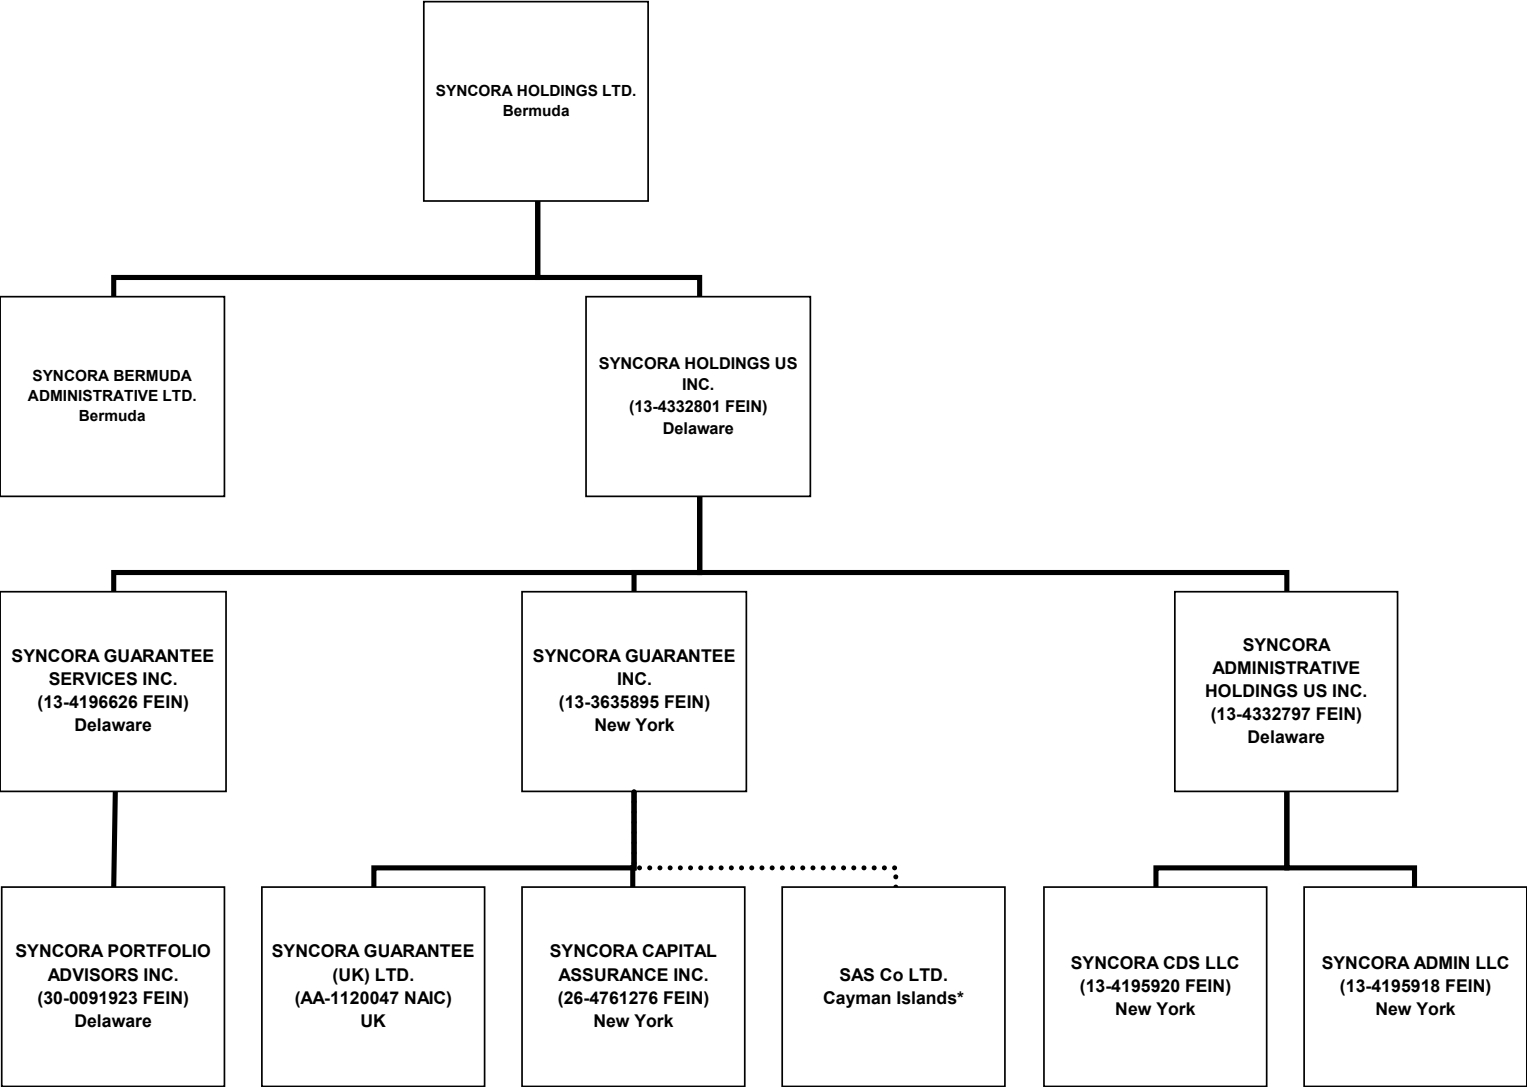 SYNCORA HOLDINGS LTD.
Bermuda
SYNCORA BERMUDA
ADMINISTRATIVE LTD.
Bermuda
SYNCORA HOLDINGS US
INC.
(13-4332801 FEIN)
Delaware
SYNCORA GUARANTEE
SERVICES INC.
(13-4196626 FEIN)
Delaware
SYNCORA GUARANTEE
INC.
(13-3635895 FEIN)
New York
SYNCORA
ADMINISTRATIVE
HOLDINGS US INC.
(13-4332797 FEIN)
Delaware
SYNCORA PORTFOLIO
ADVISORS INC.
(30-0091923 FEIN)
Delaware
SYNCORA GUARANTEE
(UK) LTD.
(AA-1120047 NAIC)
UK
SYNCORA CAPITAL
ASSURANCE INC.
(26-4761276 FEIN)
New York
SAS Co LTD.
Cayman Islands*
SYNCORA CDS LLC
(13-4195920 FEIN)
New York
SYNCORA ADMIN LLC
(13-4195918 FEIN)
New York